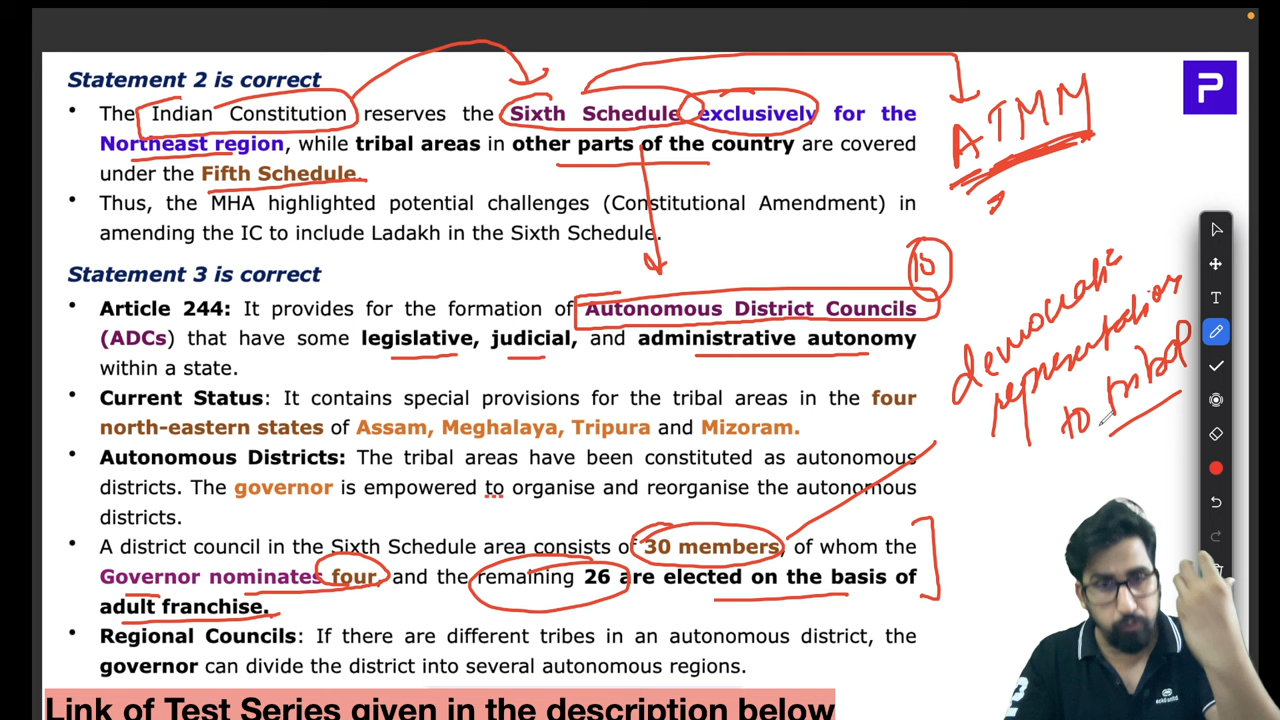 Statement 2 is correct
• The Indian Constitution reserves the Sixth Schedule exclusively for the
Northeast region, while tribal areas in other parts of the country are covered
under the Fifth Schedule.
• Thus, the MHA highlighted potential challenges (Constitutional Amendment) in
amending the IC to include Ladakh in the Sixth Schedule.
Statement 3 is correct
• Article 244: It provides for the formation of Autonomous District Councils
(ADCs) that have some legislative, judicial, and administrative autonomy
within a state.
• Current Status: It contains special provisions for the tribal areas in the four
north-eastern states of Assam, Meghalaya, Tripura and Mizoram.
• Autonomous Districts: The tribal areas have been constituted as autonomous
districts. The governor is empowered to organise and reorganise the autonomous
districts.
• A district council in the Sixth Schedule area consists of 30 members, of whom the
Governor nominates four, and the remaining 26 are elected on the basis of
adult franchise.
• Regional Councils: If there are different tribes in an autonomous district, the
governor can divide the district into several autonomous regions.
Link of Test Series given in the description below
P
ATMM
10
democratic
representation
to tribal
T